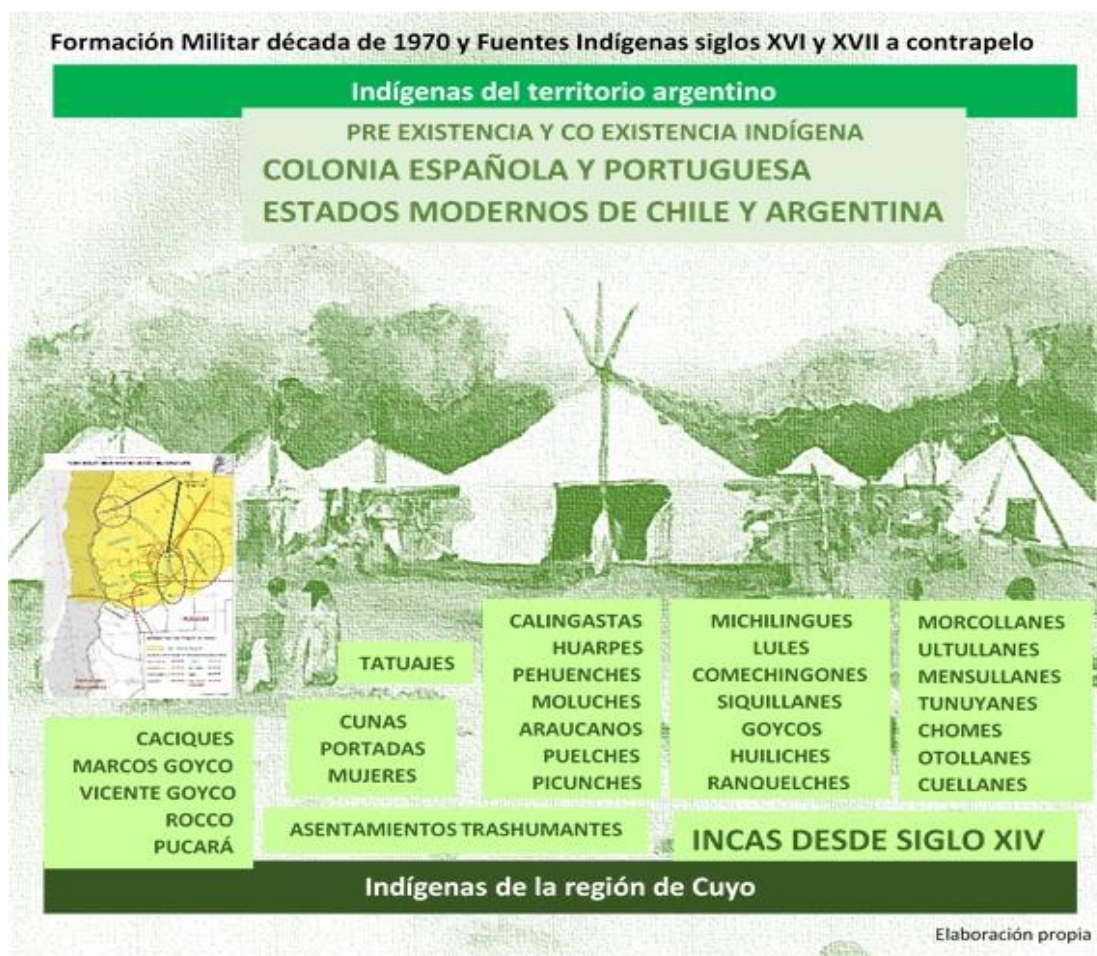 Formación Militar década de 1970 y Fuentes Indígenas siglos XVI y XVII a contrapelo
Indígenas del territorio argentino
PRE EXISTENCIA Y CO EXISTENCIA INDÍGENA
COLONIA ESPAÑOLA Y PORTUGUESA
ESTADOS MODERNOS DE CHILE Y ARGENTINA
CACIQUES
MARCOS GOYCO
VICENTE GOYCO
ROCCO
PUCARÁ
TATUAJES
CUNAS
PORTADAS
MUJERES
ASENTAMIENTOS TRASHUMANTES
CALINGASTAS
HUARPES
PEHUENCHES
MOLUCHES
ARAUCANOS
PUELCHES
PICUNCHES
MICHILINGUES
LULES
COMECHINGONES
SIQUILLANES
GOYCOS
HUILICHES
RANQUELCHES
MORCOLLANES
ULTULLANES
MENSULLANES
TUNUYANES
CHOMES
OTOLLANES
CUELLANES
INCAS DESDE SIGLO XIV
Indígenas de la región de Cuyo
Elaboración propia